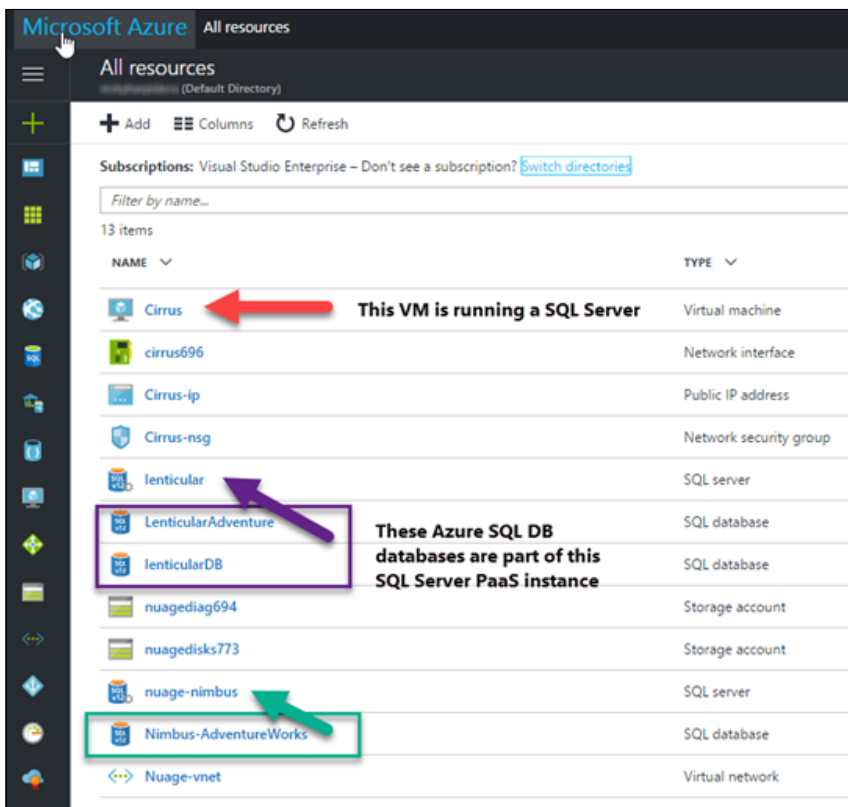 Microsoft Azure All resources
All resources
(Default Directory)
Add Columns Refresh
Subscriptions: Visual Studio Enterprise – Don't see a subscription? Switch directories
Filter by name...
13 items
NAME TYPE
Cirrus This VM is running a SQL Server Virtual machine
cirrus696 Network interface
Cirrus-ip Public IP address
Cirrus-nsg Network security group
lenticular SQL server
LenticularAdventure SQL database
These Azure SQL DB
databases are part of this
SQL Server PaaS instance
lenticularDB SQL database
nuagediag694 Storage account
nuagedisks773 Storage account
nuage-nimbus SQL server
Nimbus-AdventureWorks SQL database
Nuage-vnet Virtual network